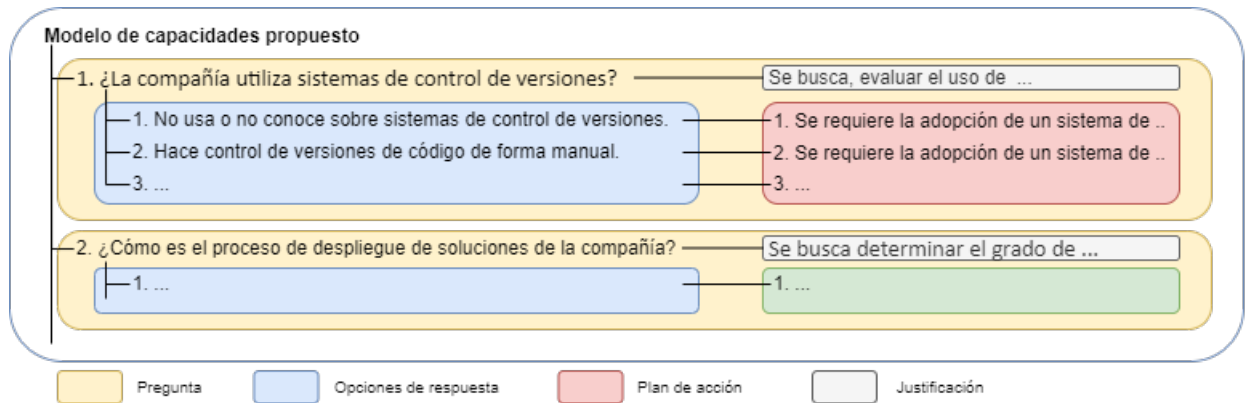 Modelo de capacidades propuesto
1. ¿La compañía utiliza sistemas de control de versiones? Se busca, evaluar el uso de ...
1. No usa o no conoce sobre sistemas de control de versiones. 1. Se requiere la adopción de un sistema de ..
2. Hace control de versiones de código de forma manual. 2. Se requiere la adopción de un sistema de ..
3. ... 3. ...
2. ¿Cómo es el proceso de despliegue de soluciones de la compañía? Se busca determinar el grado de ...
1. ... 1. ...
Pregunta Opciones de respuesta Plan de acción Justificación